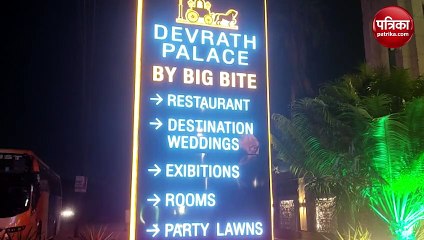 पत्रिका
patrika.com
DEVRATH
PALACE
BY BIG BITE
→ RESTAURANT
→ DESTINATION
WEDDINGS
→ EXIBITIONS
→ ROOMS
→ PARTY LAWNS